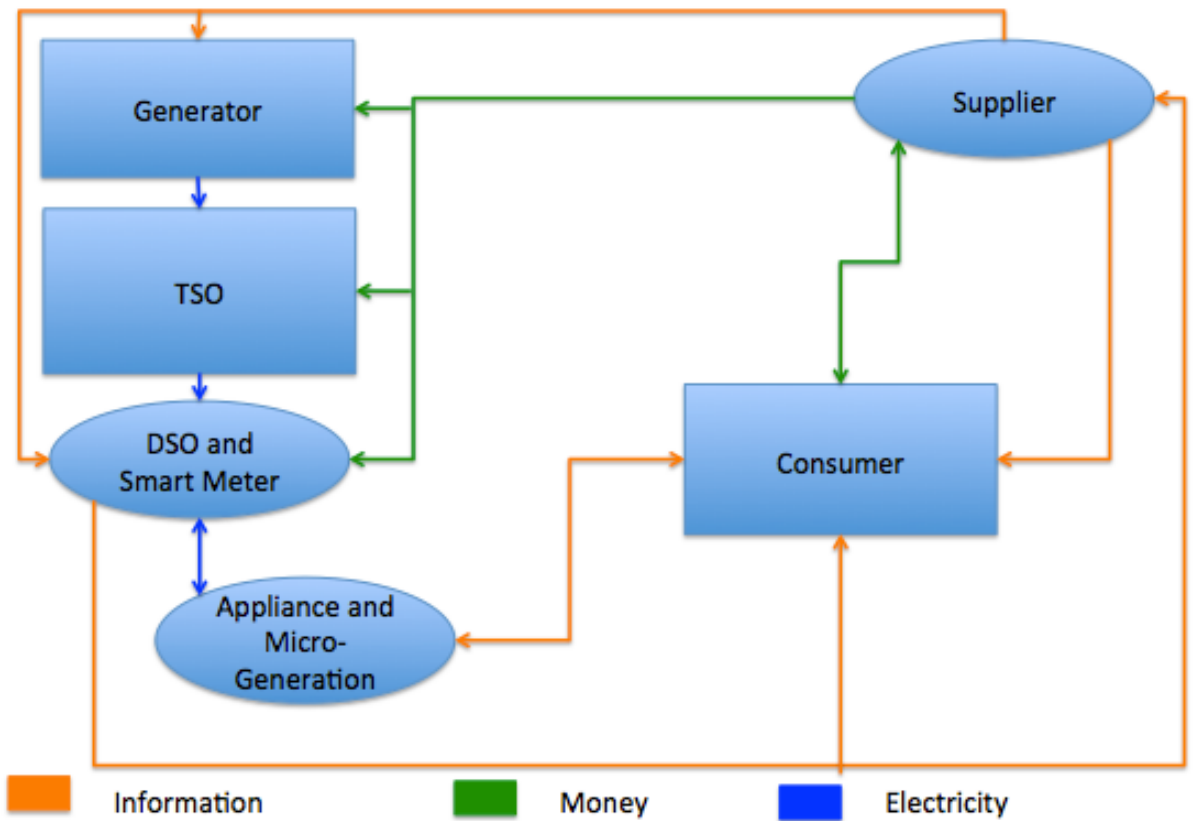 Generator
Supplier
TSO
DSO and
Smart Meter
Consumer
Appliance and
Micro-
Generation
Information
Money
Electricity